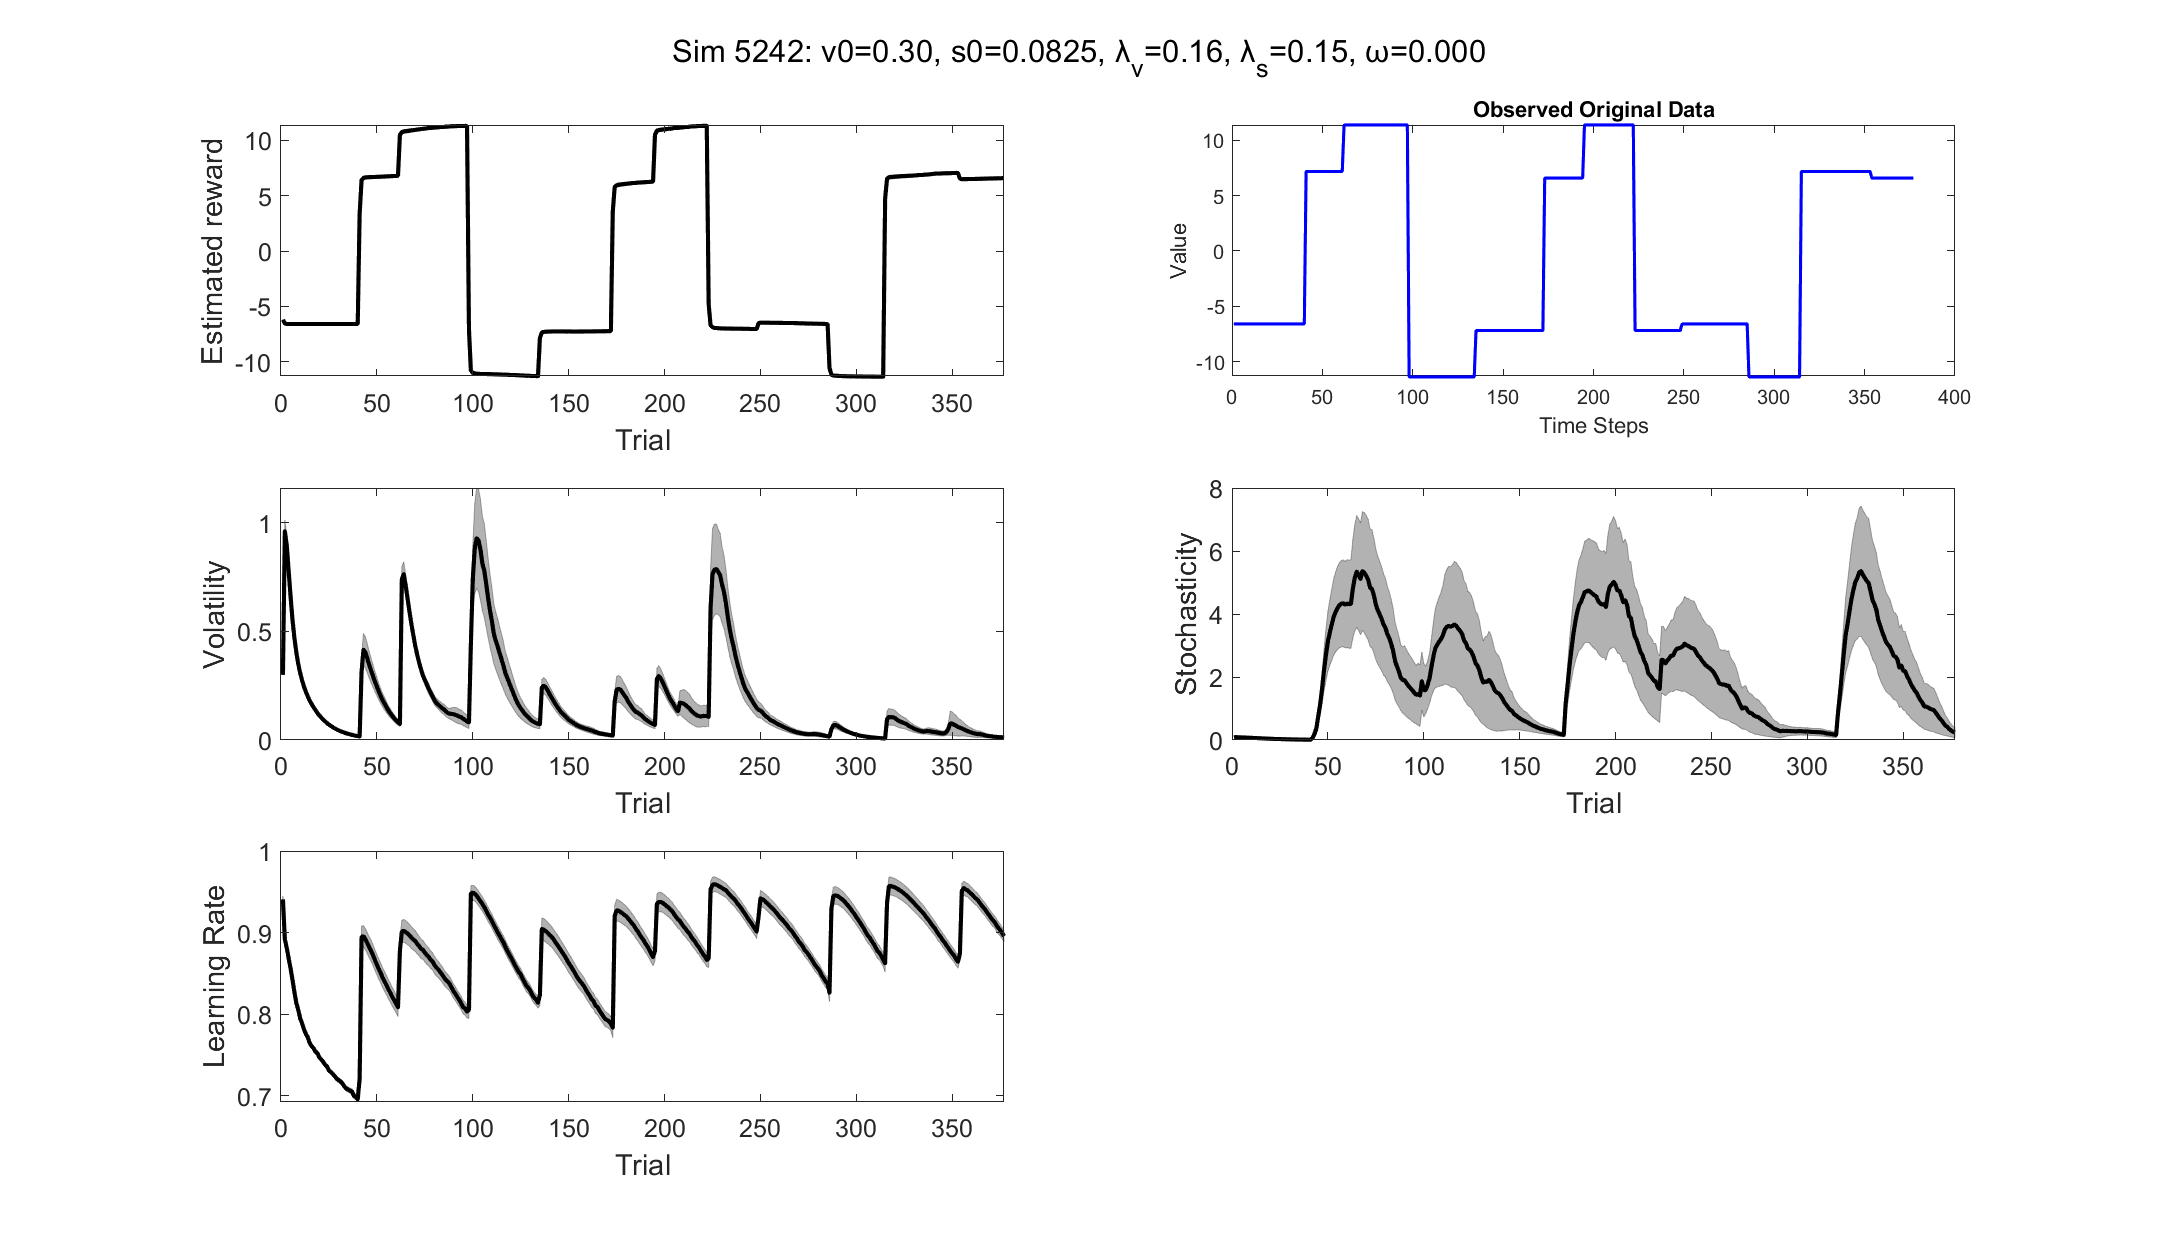 Sim 5242: v0=0.30, s0=0.0825, λ_v=0.16, λ_s=0.15, ω=0.000
Estimated reward
10
5
0
-5
-10
0 50 100 150 200 250 300 350
Trial
Observed Original Data
Value
10
5
0
-5
-10
0 50 100 150 200 250 300 350 400
Time Steps
Volatility
1
0.5
0
0 50 100 150 200 250 300 350
Trial
Stochasticity
8
6
4
2
0
0 50 100 150 200 250 300 350
Trial
Learning Rate
1
0.9
0.8
0.7
0 50 100 150 200 250 300 350
Trial